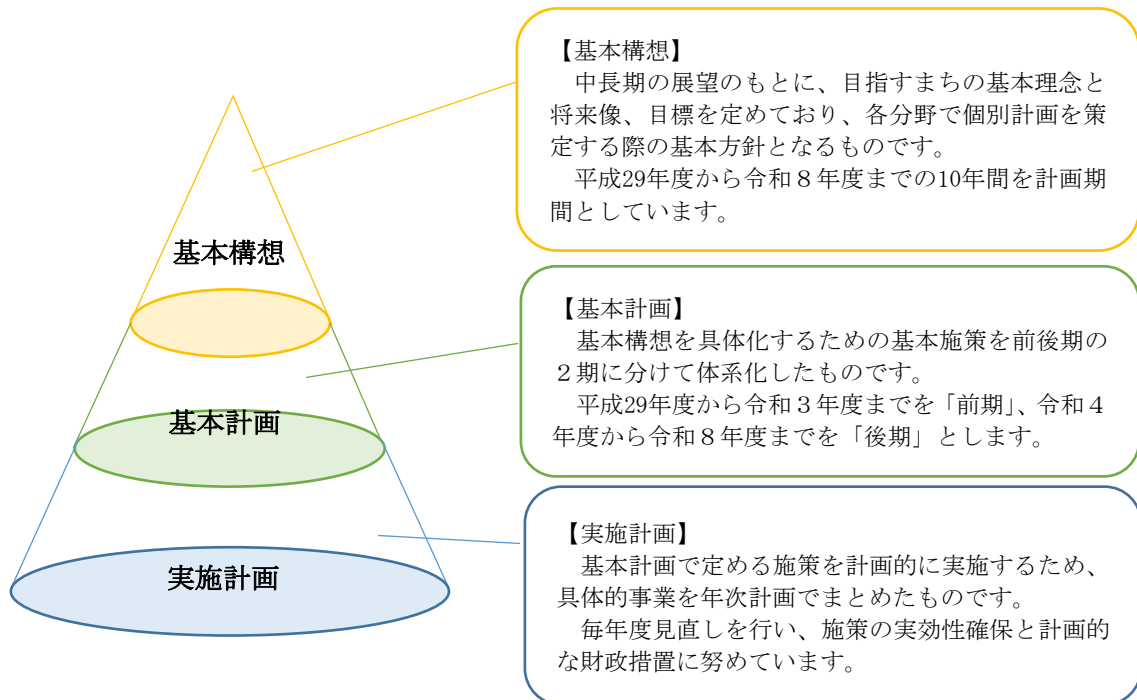 【基本構想】
　中長期の展望のもとに、目指すまちの基本理念と
将来像、目標を定めており、各分野で個別計画を策
定する際の基本方針となるものです。
　平成29年度から令和８年度までの10年間を計画期
間としています。
基本構想
【基本計画】
　基本構想を具体化するための基本施策を前後期の
２期に分けて体系化したものです。
　平成29年度から令和３年度までを「前期」、令和４
年度から令和８年度までを「後期」とします。
基本計画
【実施計画】
　基本計画で定める施策を計画的に実施するため、
具体的事業を年次計画でまとめたものです。
　毎年度見直しを行い、施策の実効性確保と計画的
な財政措置に努めています。
実施計画